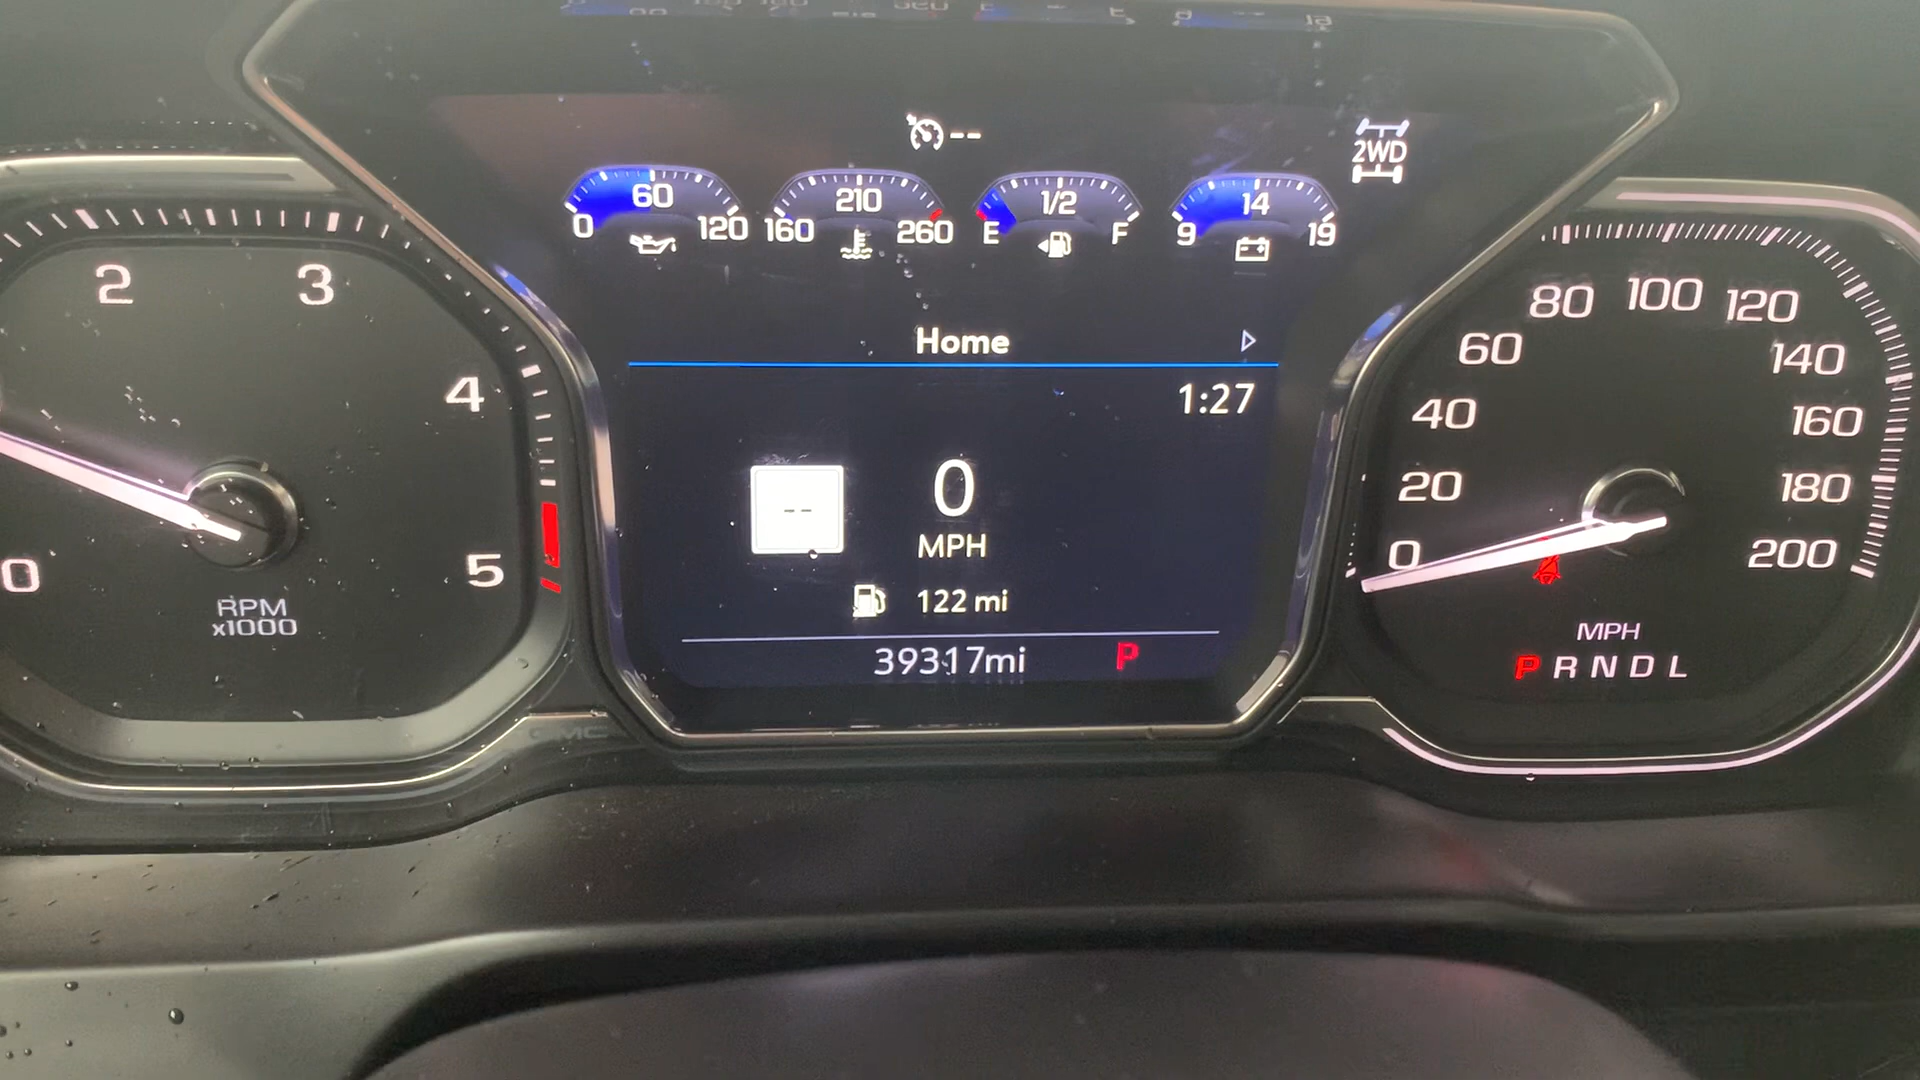 --
2WD
60
0 120
210
160 260
1/2
E F
14
9 19
Home
1:27
--
0
MPH
122 mi
39317mi P
0 2 3 4 5
RPM
x1000
0 20 40 60 80 100 120 140 160 180 200
MPH
P R N D L
GMC